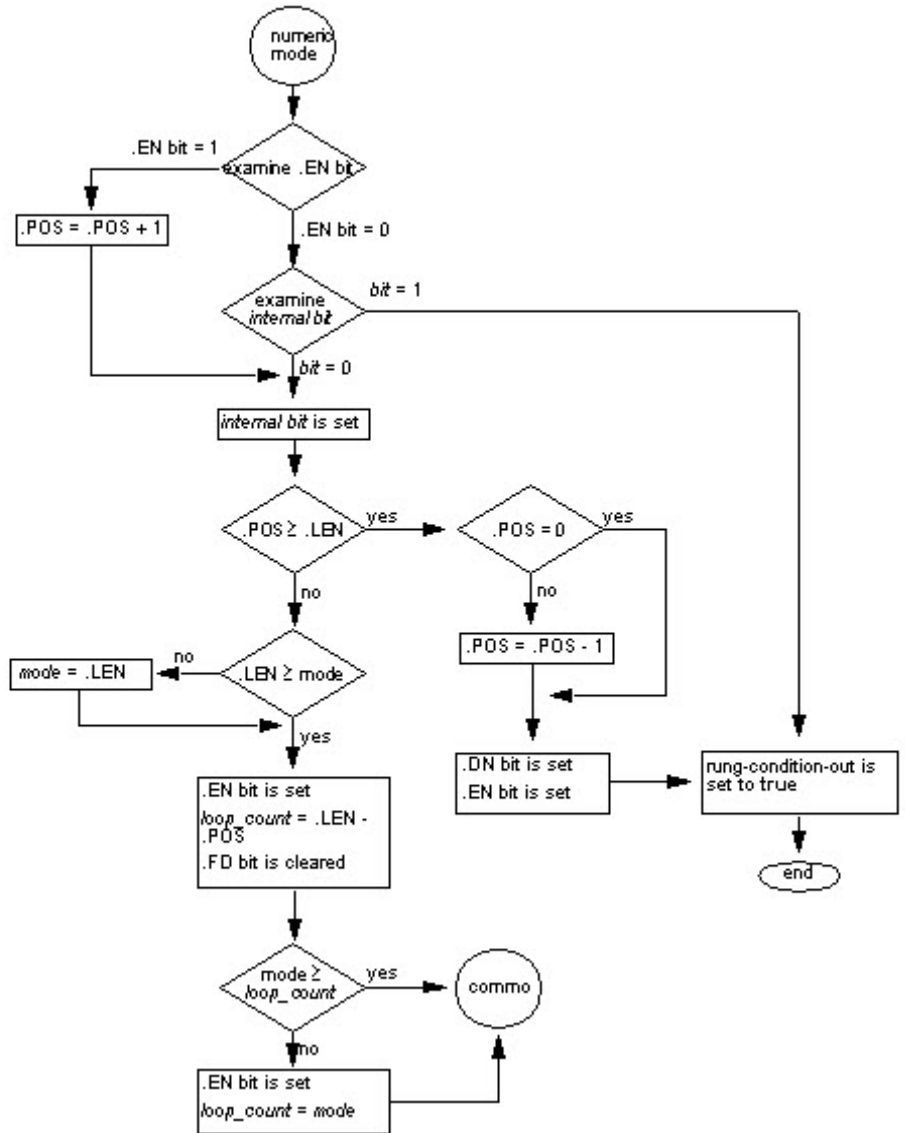 numeric
mode
.EN bit = 1
examine .EN bit
.POS = .POS + 1
.EN bit = 0
examine
internal bit
bit = 1
bit = 0
internal bit is set
.POS ≥ .LEN
yes
.POS = 0
yes
no
no
.POS = .POS - 1
mode = .LEN
no
.LEN ≥ mode
yes
.DN bit is set
.EN bit is set
rung-condition-out is
set to true
.EN bit is set
loop_count = .LEN -
.POS
.FD bit is cleared
end
mode ≥
loop_count
yes
commo
no
.EN bit is set
loop_count = mode